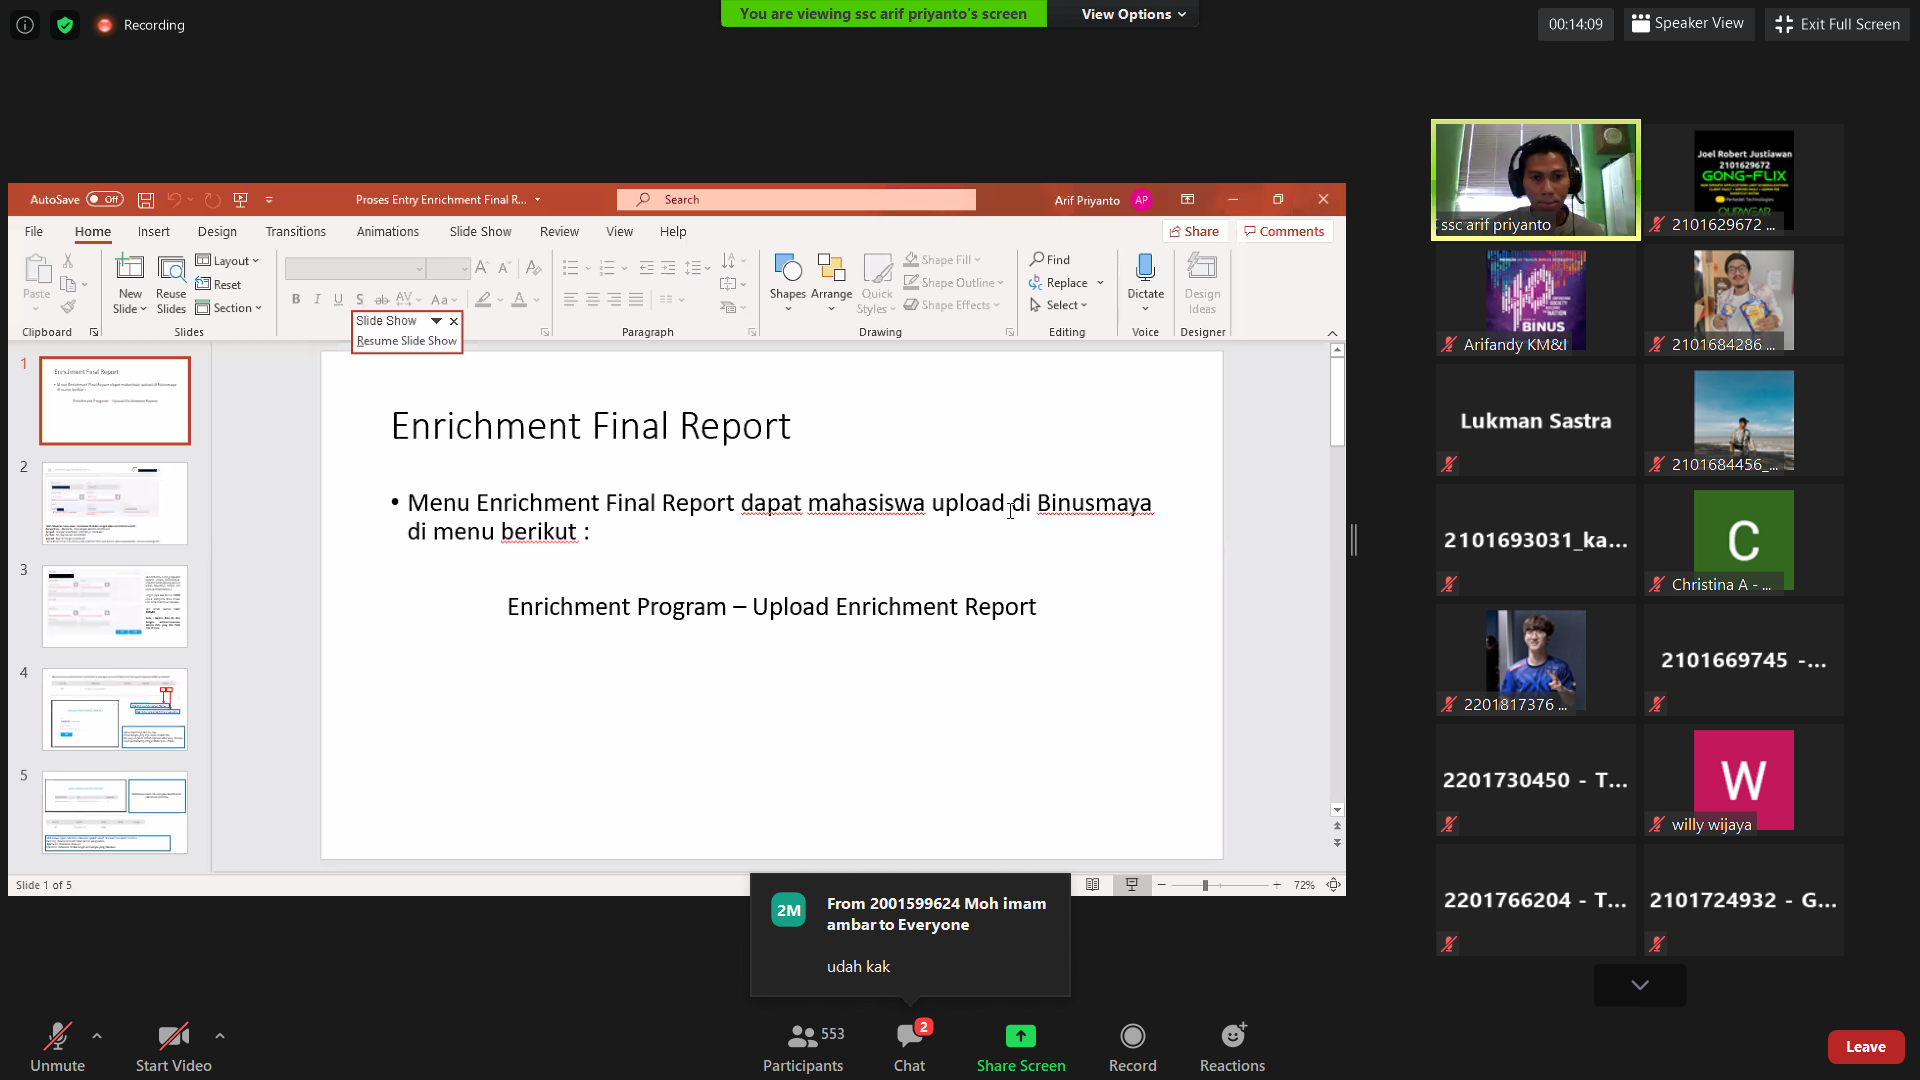 Recording
You are viewing ssc arif priyanto's screen
View Options
00:14:09
Speaker View
Exit Full Screen
AutoSave Off
Proses Entry Enrichment Final R...
Search
Arif Priyanto AP
File Home Insert Design Transitions Animations Slide Show Review View Help
Share Comments
Paste
Clipboard
New Slide
Reuse Slides
Layout
Reset
Section
Slides
B I U S ab AV Aa A
Slide Show
Resume Slide Show
Paragraph
Shapes Arrange Quick Styles
Shape Fill
Shape Outline
Shape Effects
Drawing
Find
Replace
Select
Editing
Dictate
Voice
Design Ideas
Designer
1
Enrichment Final Report
2
3
4
5
Enrichment Final Report
• Menu Enrichment Final Report dapat mahasiswa upload di Binusmaya
di menu berikut :
Enrichment Program – Upload Enrichment Report
Slide 1 of 5
72%
From 2001599624 Moh imam
ambar to Everyone
udah kak
2M
ssc arif priyanto
Joel Robert Justiawan
2101629672
GONG-FLIX
2101629672 ...
BINUS
Arifandy KM&I
2101684286 ...
Lukman Sastra
2101684456_...
2101693031_ka...
C
Christina A - ...
2201817376 ...
2101669745 -...
2201730450 - T...
W
willy wijaya
2201766204 - T...
2101724932 - G...
Unmute
Start Video
553
Participants
2
Chat
Share Screen
Record
Reactions
Leave